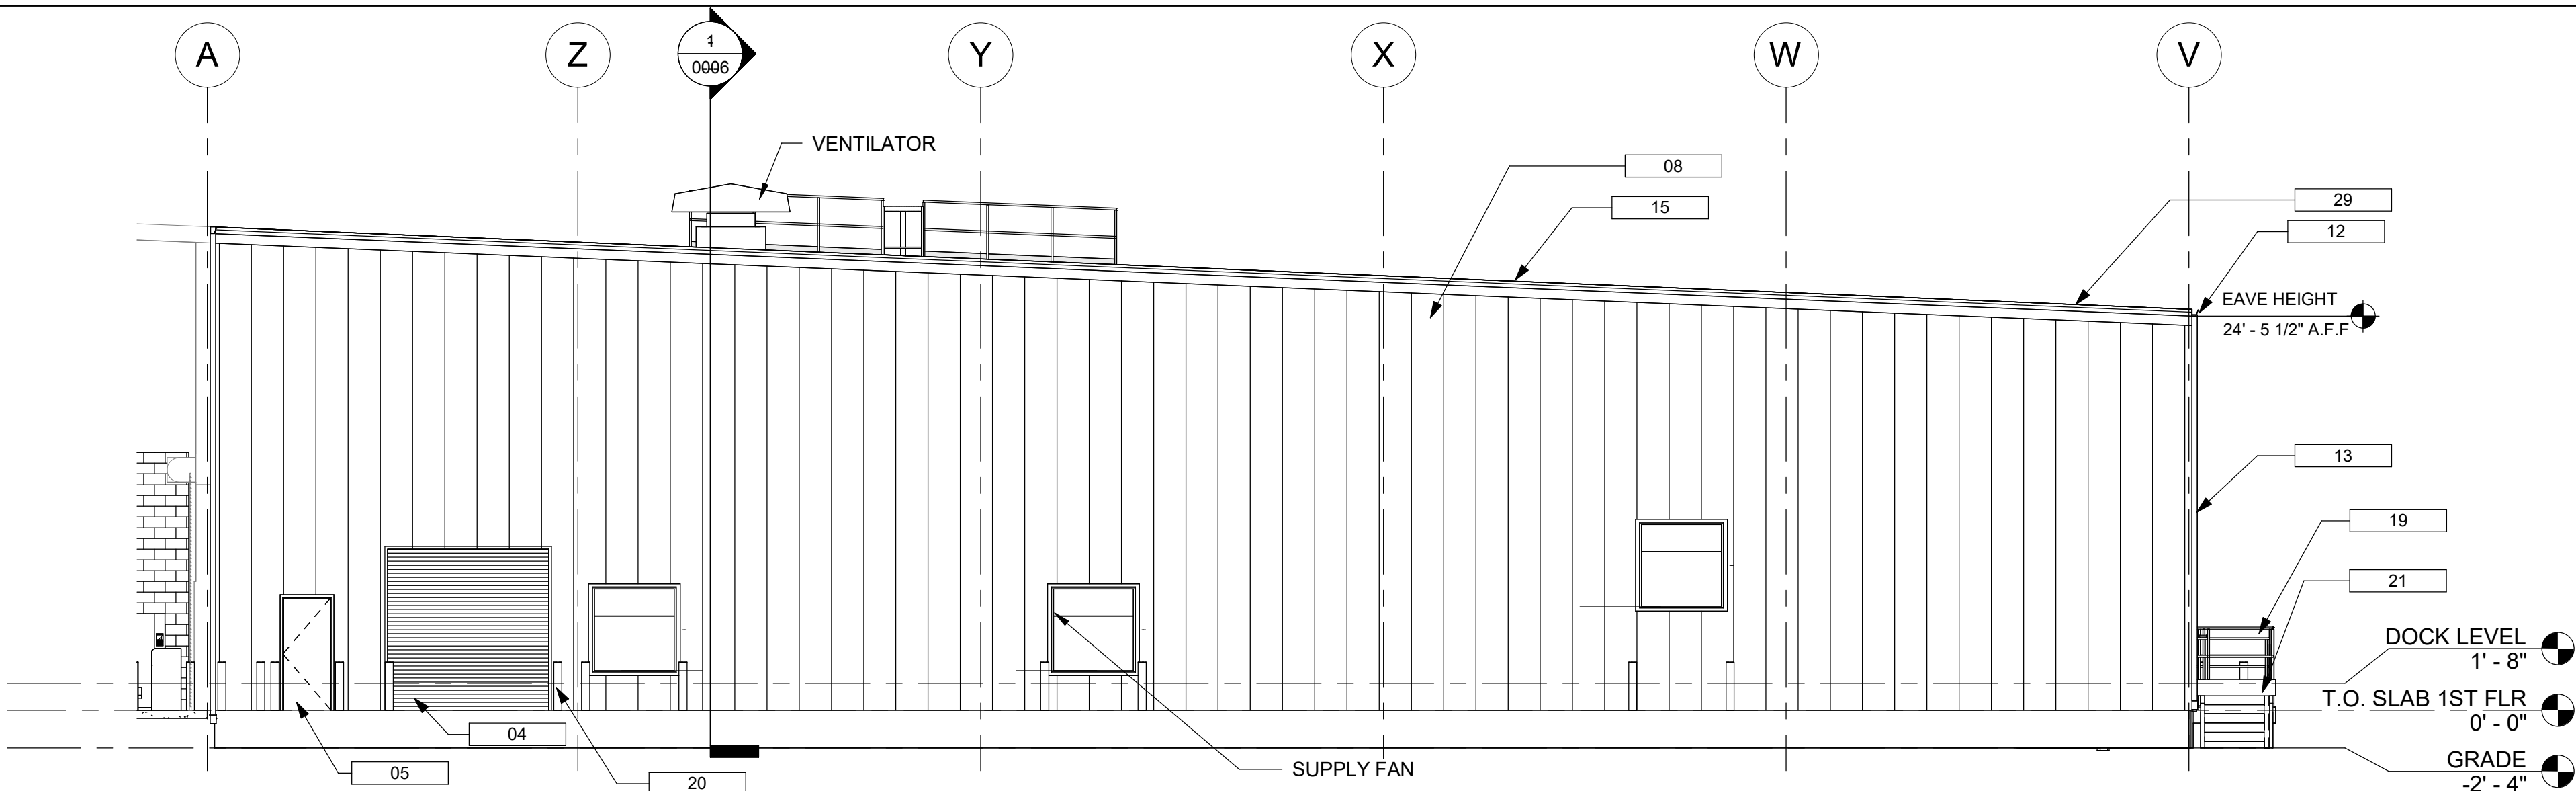 A
Z
1
0006
Y
X
W
V
VENTILATOR
08
15
29
12
EAVE HEIGHT
24' - 5 1/2" A.F.F
13
19
21
DOCK LEVEL
1' - 8"
T.O. SLAB 1ST FLR
0' - 0"
04
05
20
SUPPLY FAN
GRADE
-2' - 4"